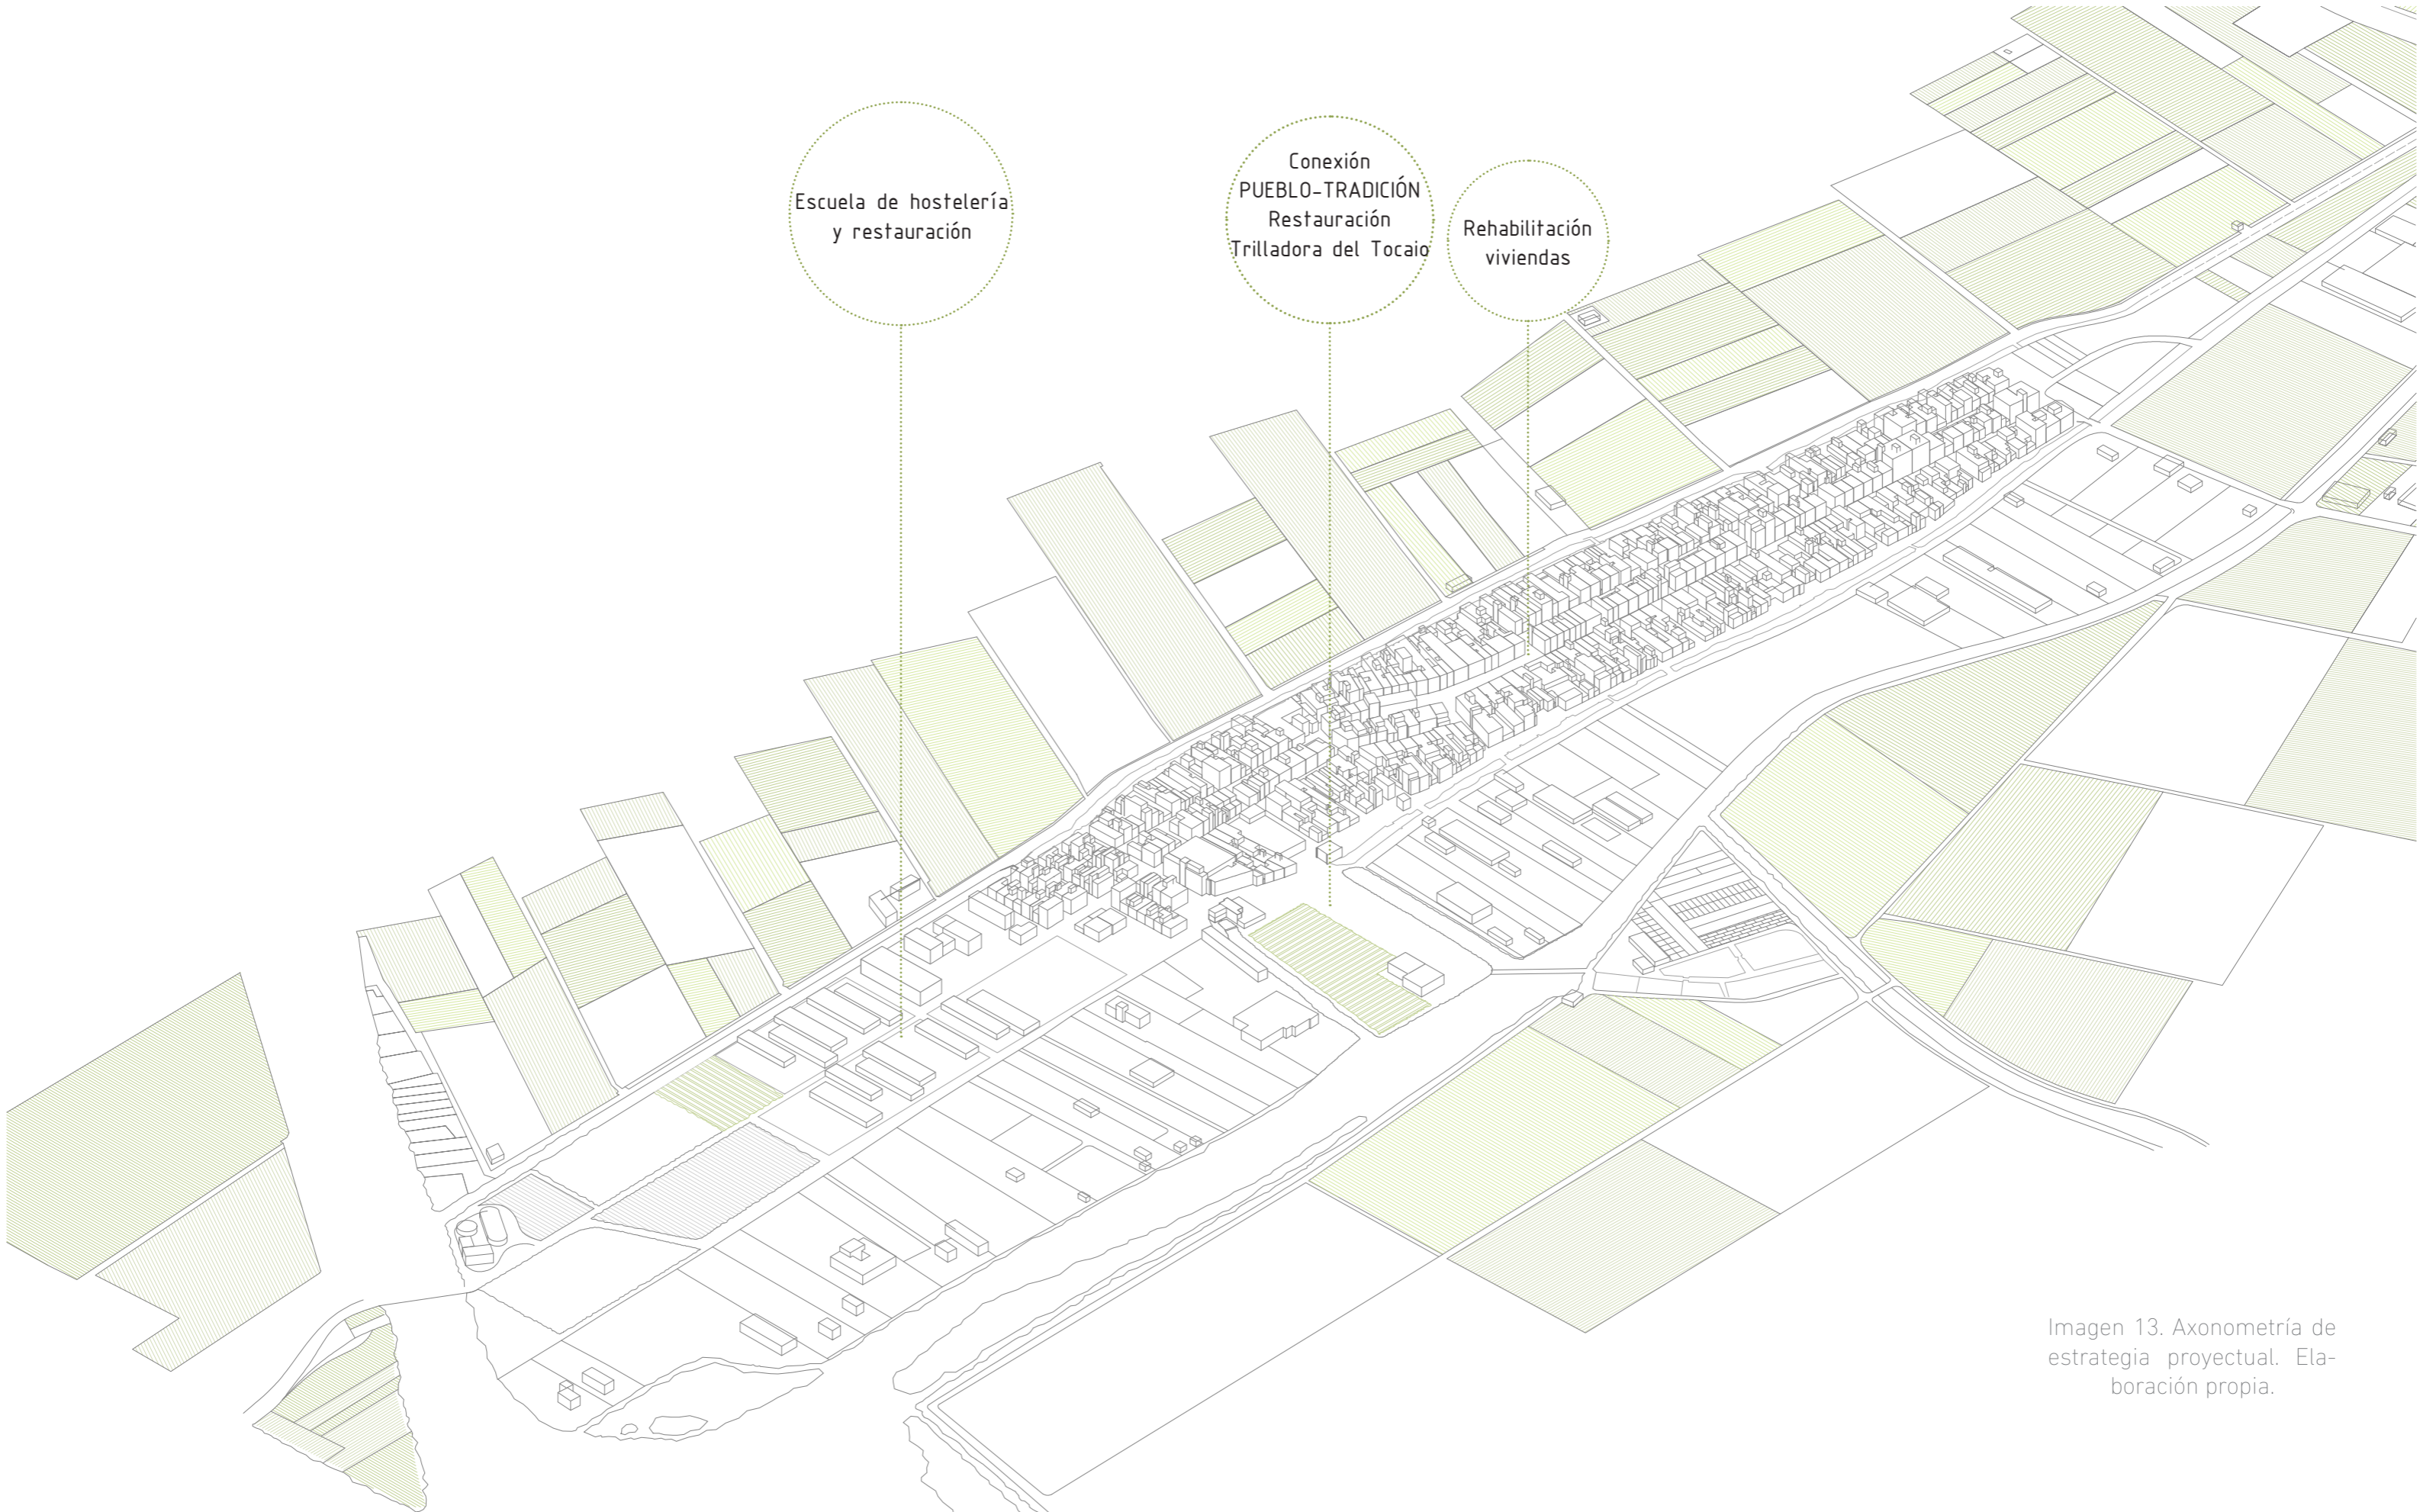 Escuela de hostelería
y restauración
Conexión
PUEBLO-TRADICIÓN
Restauración
Trilladora del Tocaio
Rehabilitación
viviendas
Imagen 13. Axonometría de
estrategia proyectual. Ela-
boración propia.